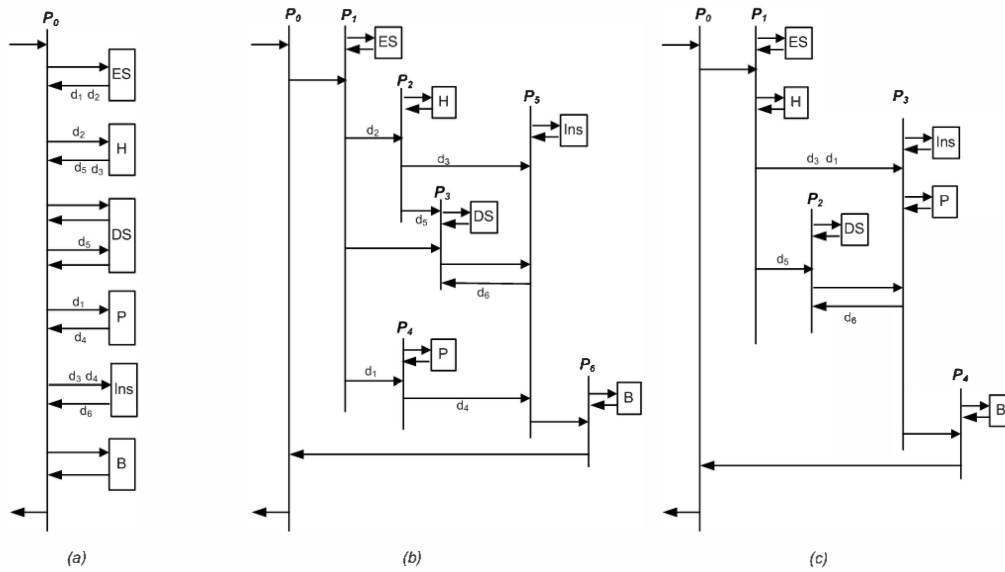 P0
ES
d1 d2
d2
H
d5 d3
DS
d5
d1
P
d4
d3 d4
Ins
d6
B
(a)
P0
P1
ES
P2
H
P5
Ins
d2
d3
P3
d5
DS
d6
P4
P
d1
d4
P6
B
(b)
P0
P1
ES
H
P3
Ins
d3 d1
P
P2
DS
d5
d6
P4
B
(c)